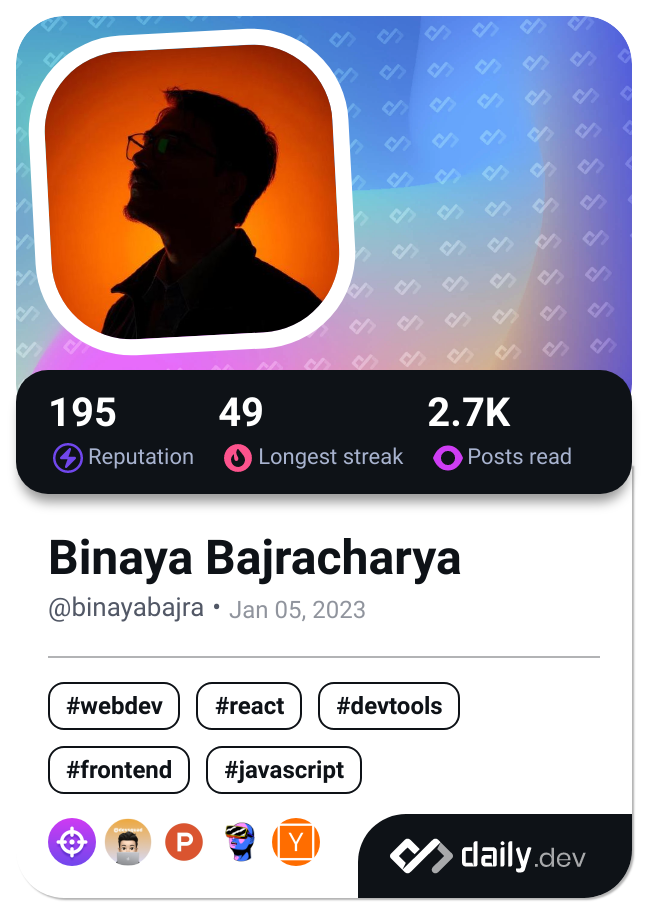 195 49 2.7K
Reputation Longest streak Posts read
Binaya Bajracharya
@binayabajra • Jan 05, 2023
#webdev #react #devtools
#frontend #javascript
P Y
daily.dev